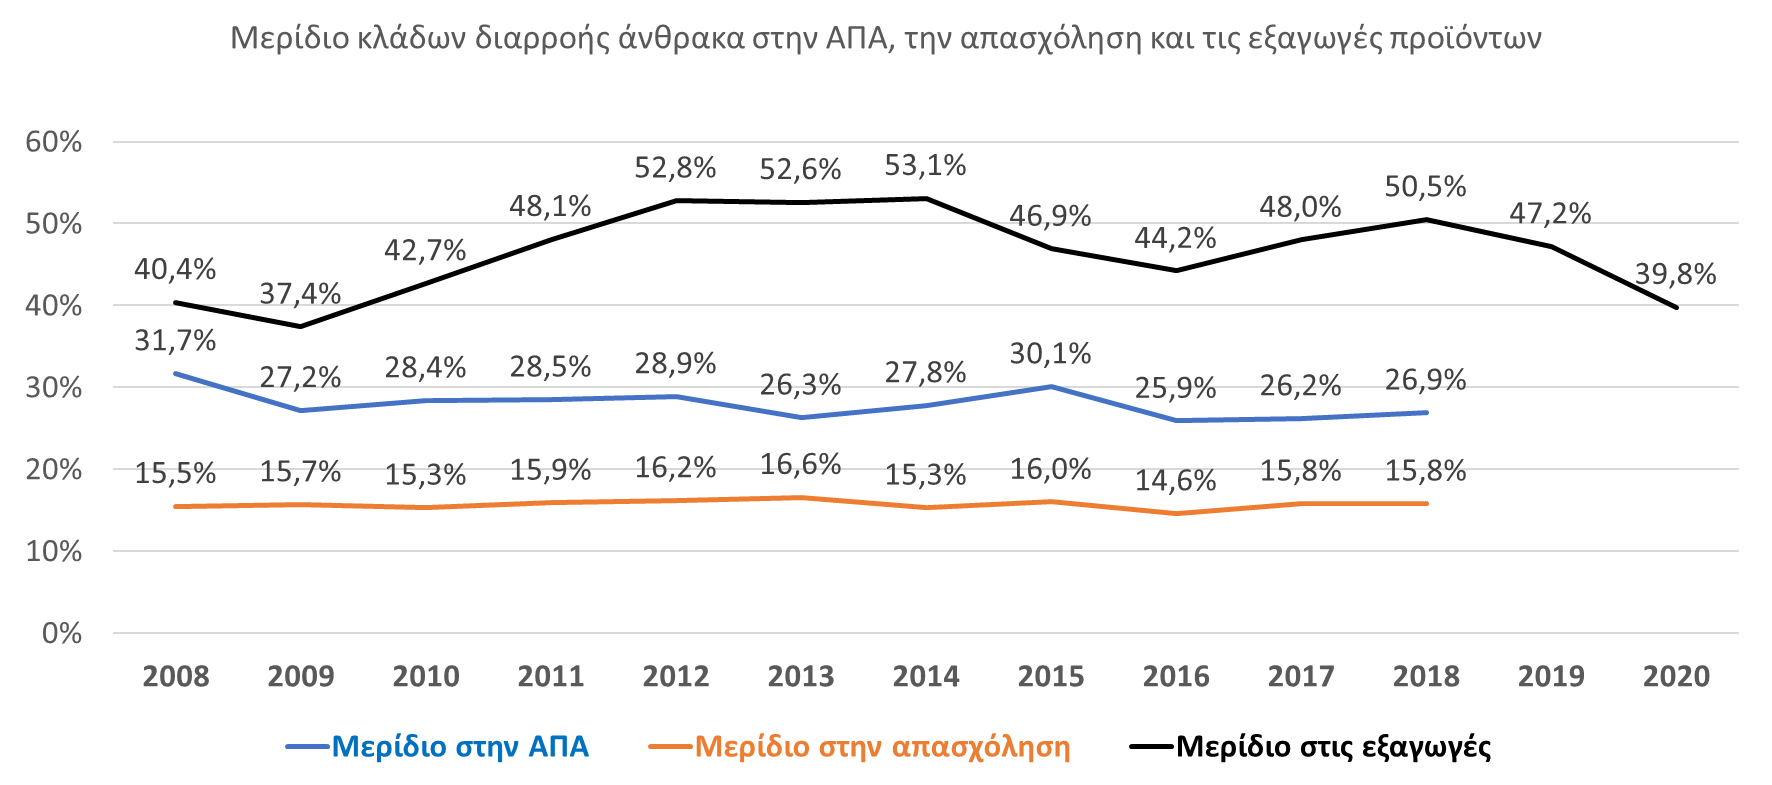 Μερίδιο κλάδων διαρροής άνθρακα στην ΑΠΑ, την απασχόληση και τις εξαγωγές προϊόντων
60%
50%
40%
30%
20%
10%
0%
40,4% 37,4% 42,7% 48,1% 52,8% 52,6% 53,1% 46,9% 44,2% 48,0% 50,5% 47,2% 39,8%
31,7% 27,2% 28,4% 28,5% 28,9% 26,3% 27,8% 30,1% 25,9% 26,2% 26,9%
15,5% 15,7% 15,3% 15,9% 16,2% 16,6% 15,3% 16,0% 14,6% 15,8% 15,8%
2008 2009 2010 2011 2012 2013 2014 2015 2016 2017 2018 2019 2020
Μερίδιο στην ΑΠΑ Μερίδιο στην απασχόληση Μερίδιο στις εξαγωγές